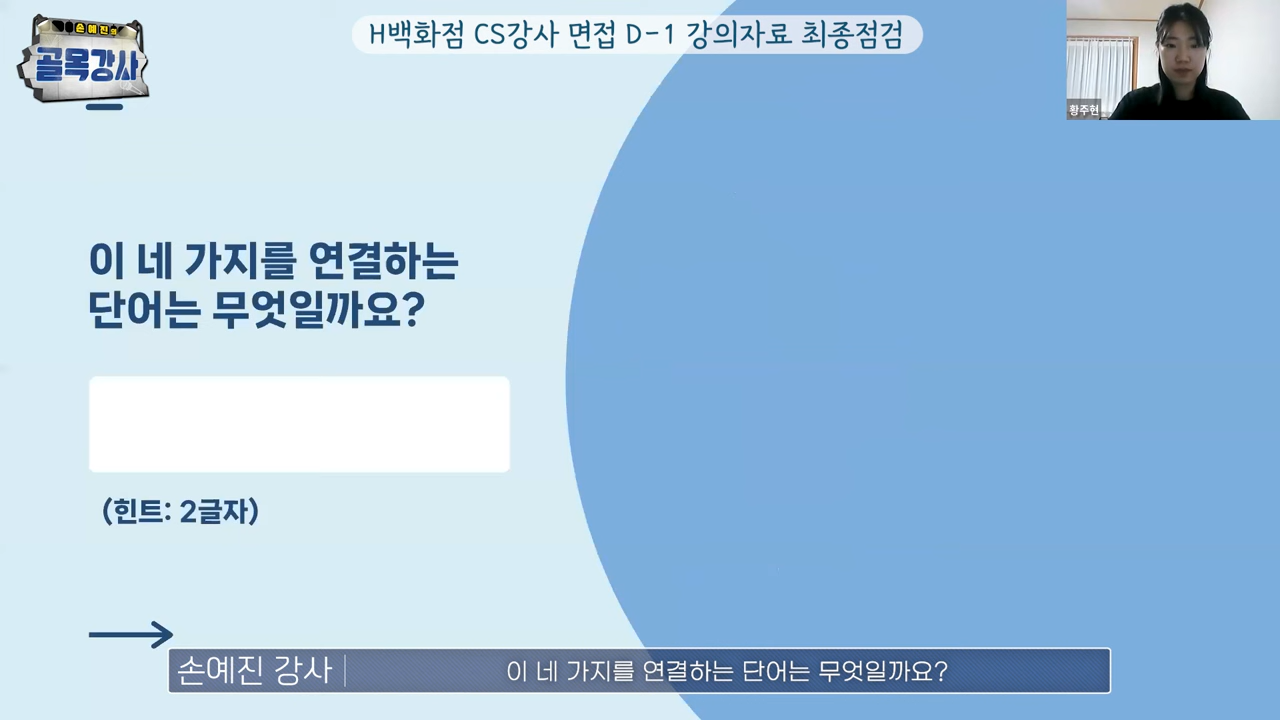 손예진의
골목강사
H백화점 CS강사 면접 D-1 강의자료 최종점검
황주현
이 네 가지를 연결하는
단어는 무엇일까요?
(힌트: 2글자)
손예진 강사
이 네 가지를 연결하는 단어는 무엇일까요?